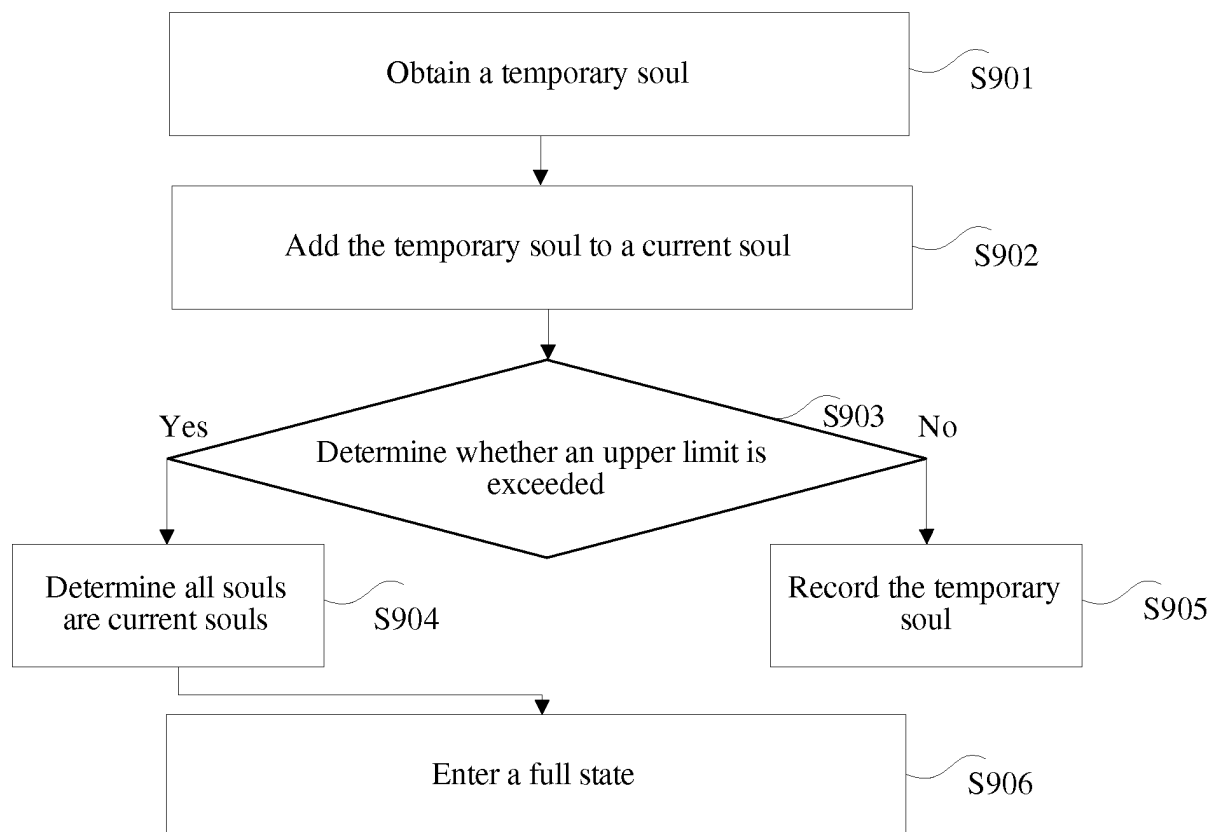 Obtain a temporary soul
S901
Add the temporary soul to a current soul
S902
Yes
S903
No
Determine whether an upper limit is
exceeded
Determine all souls
are current souls
S904
Record the temporary
soul
S905
Enter a full state
S906